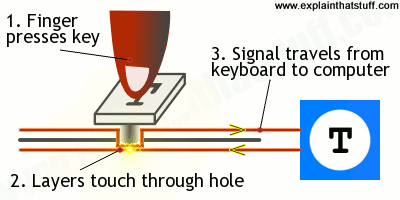 www.explainthatstuff.com
1. Finger
presses key
3. Signal travels from
keyboard to computer
T
T
2. Layers touch through hole